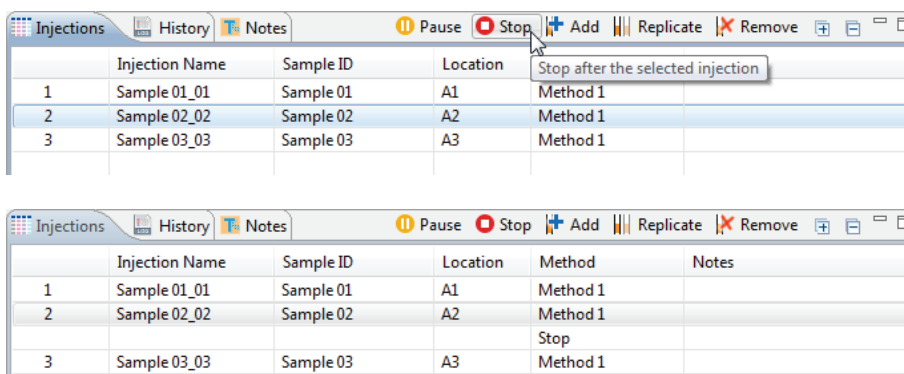 Injections History Notes Pause Stop Add Replicate Remove
Injection Name Sample ID Location
Stop after the selected injection
1 Sample 01_01 Sample 01 A1 Method 1
2 Sample 02_02 Sample 02 A2 Method 1
3 Sample 03_03 Sample 03 A3 Method 1
Injections History Notes Pause Stop Add Replicate Remove
Injection Name Sample ID Location Method Notes
1 Sample 01_01 Sample 01 A1 Method 1
2 Sample 02_02 Sample 02 A2 Method 1
Stop
3 Sample 03_03 Sample 03 A3 Method 1